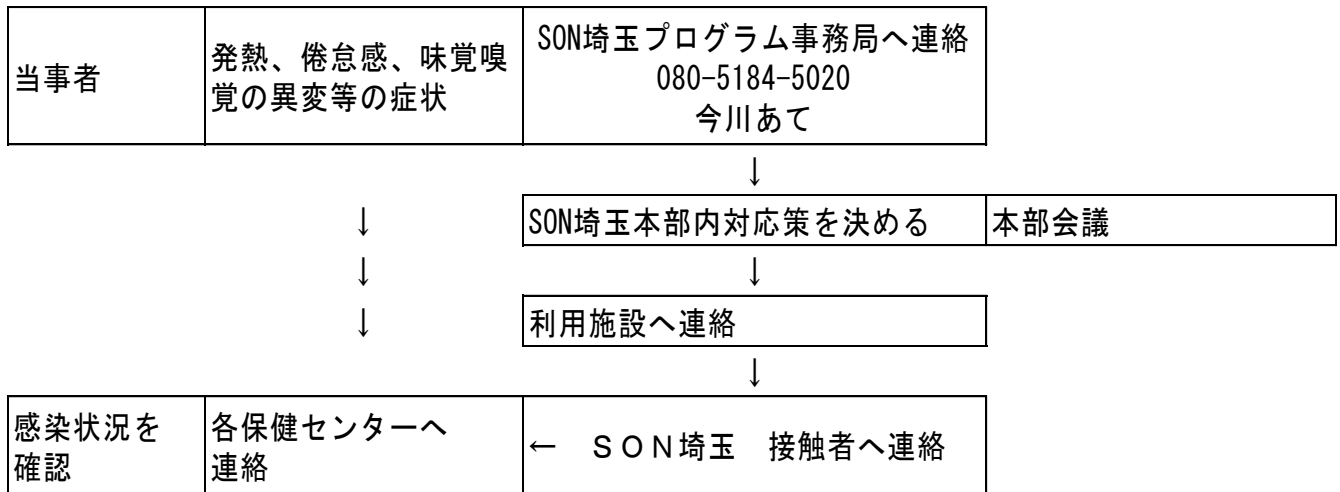 当事者
発熱、倦怠感、味覚嗅
覚の異変等の症状
SON埼玉プログラム事務局へ連絡
080-5184-5020
今川あて
↓
↓
SON埼玉本部内対応策を決める
本部会議
↓
↓
↓
利用施設へ連絡
↓
感染状況を
確認
各保健センターへ
連絡
← SON埼玉 接触者へ連絡